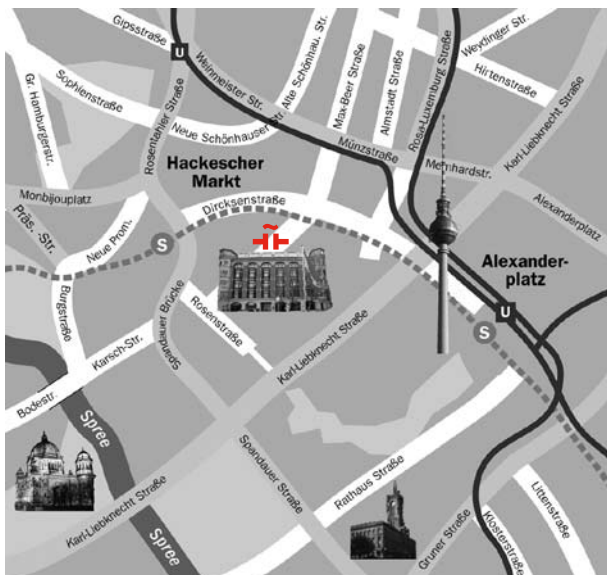 Gipsstraße
U
Sophienstraße
Gr. Hamburgerstr.
Rosentahler Straße
Weinmeister Str.
Alte Schönhau. Str.
Neue Schönhauser Str.
Max-Beer Straße
Almstadt Straße
Rosa-Luxemburg Straße
Weydinger Str.
Hirtenstraße
Karl-Liebknecht Straße
Münzstraße
Memhardstr.
Alexanderplatz
Hackescher
Markt
Dircksenstraße
Monbijouplatz
Präs.-Str.
Neue Prom.
S
Burgstraße
Spandauer Brücke
Rosenstraße
Alexander-
platz
U
S
Karl-Liebknecht Straße
Karsch-Str.
Bodestr.
Spree
Karl-Liebknecht Straße
Spree
Spandauer Straße
Rathaus Straße
Gruner Straße
Klosterstraße
Littenstraße